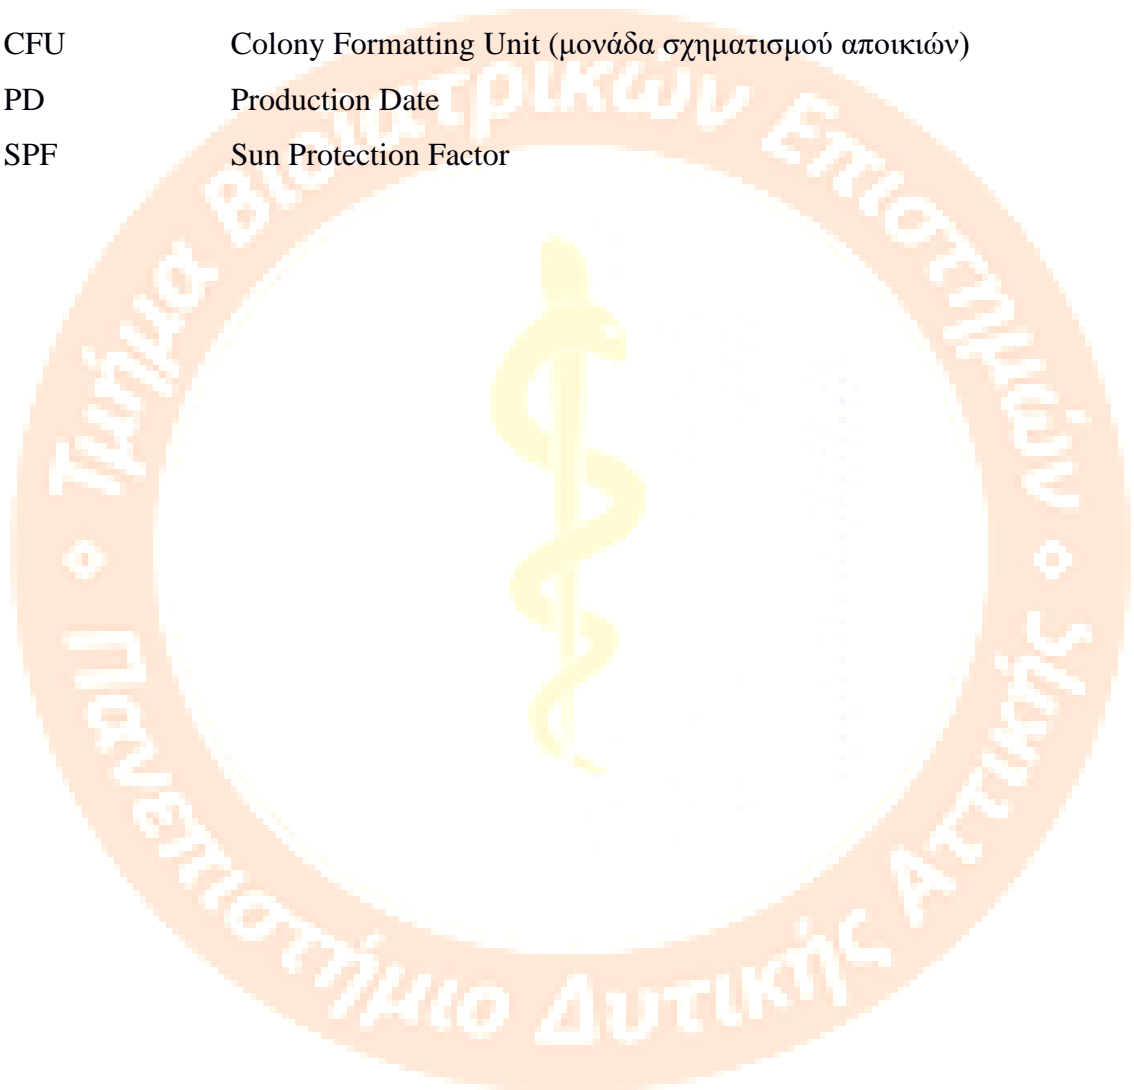 CFU Colony Formatting Unit (μονάδα σχηματισμού αποικιών)
PD Production Date
SPF Sun Protection Factor
Τμήμα Βιοϊατρικών Επιστημών
Πανεπιστήμιο Δυτικής Αττικής